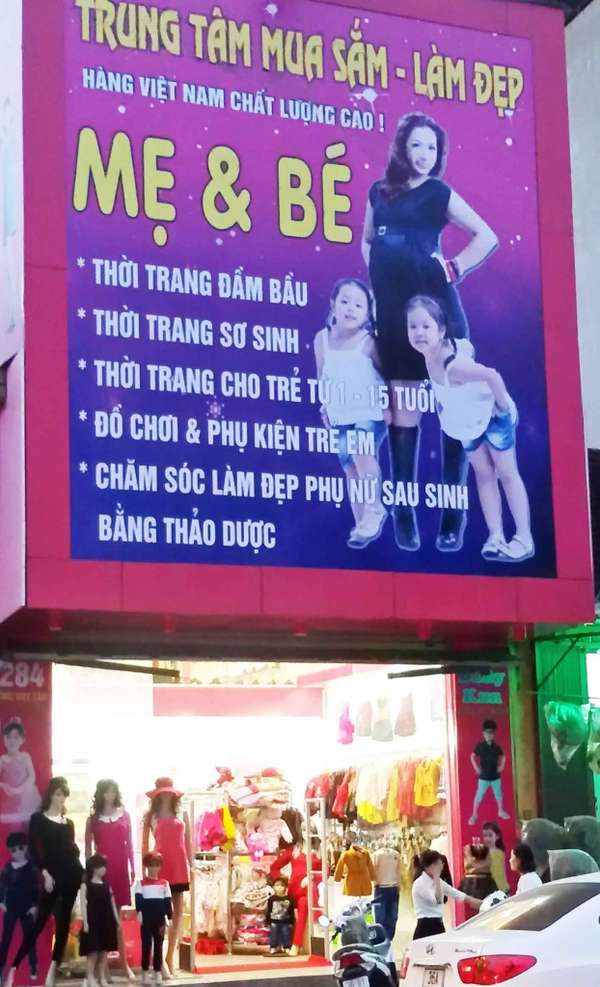 TRUNG TÂM MUA SẮM - LÀM ĐẸP
HÀNG VIỆT NAM CHẤT LƯỢNG CAO !
MẸ & BÉ
* THỜI TRANG ĐẦM BẦU
* THỜI TRANG SƠ SINH
* THỜI TRANG CHO TRẺ TỪ 1 - 15 TUỔI
* ĐỒ CHƠI & PHỤ KIỆN TRẺ EM
* CHĂM SÓC LÀM ĐẸP PHỤ NỮ SAU SINH
BẰNG THẢO DƯỢC
284